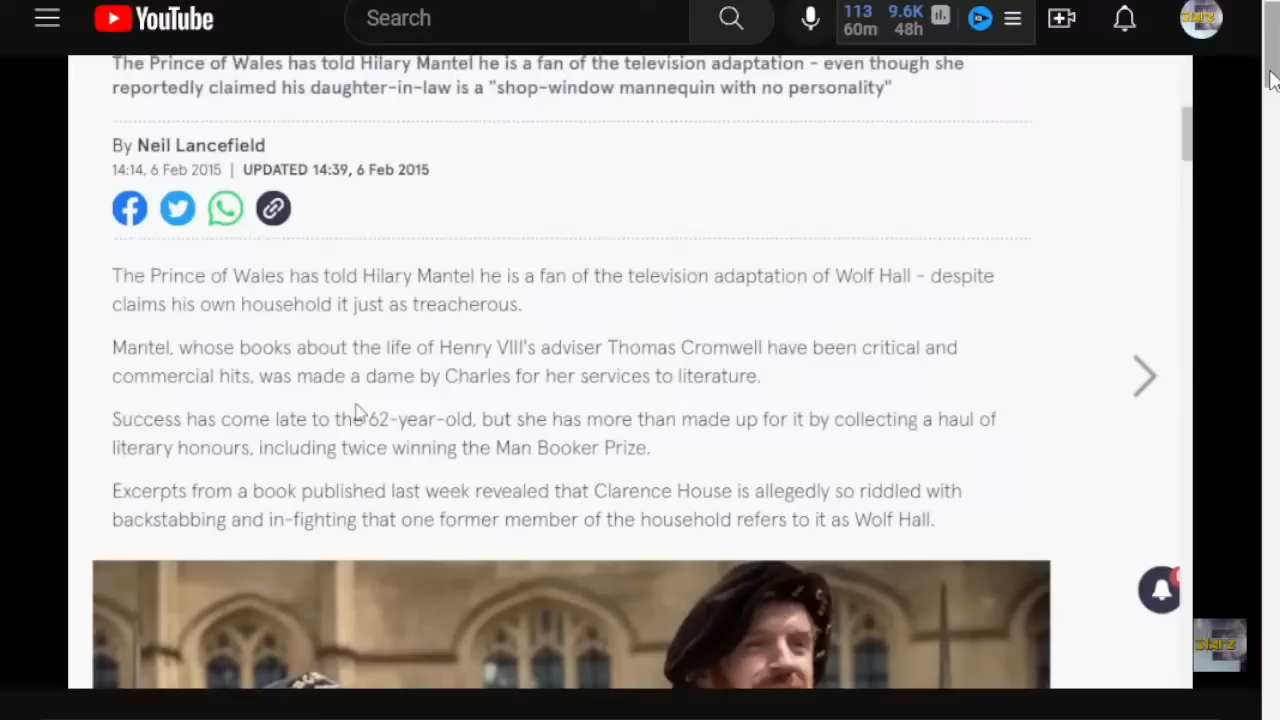 YouTube
Search
113 9.6K
60m 48h
The Prince of Wales has told Hilary Mantel he is a fan of the television adaptation - even though she
reportedly claimed his daughter-in-law is a "shop-window mannequin with no personality"
By Neil Lancefield
14:14, 6 Feb 2015 | UPDATED 14:39, 6 Feb 2015
The Prince of Wales has told Hilary Mantel he is a fan of the television adaptation of Wolf Hall - despite
claims his own household it just as treacherous.
Mantel, whose books about the life of Henry VIII's adviser Thomas Cromwell have been critical and
commercial hits, was made a dame by Charles for her services to literature.
Success has come late to the 62-year-old, but she has more than made up for it by collecting a haul of
literary honours, including twice winning the Man Booker Prize.
Excerpts from a book published last week revealed that Clarence House is allegedly so riddled with
backstabbing and in-fighting that one former member of the household refers to it as Wolf Hall.